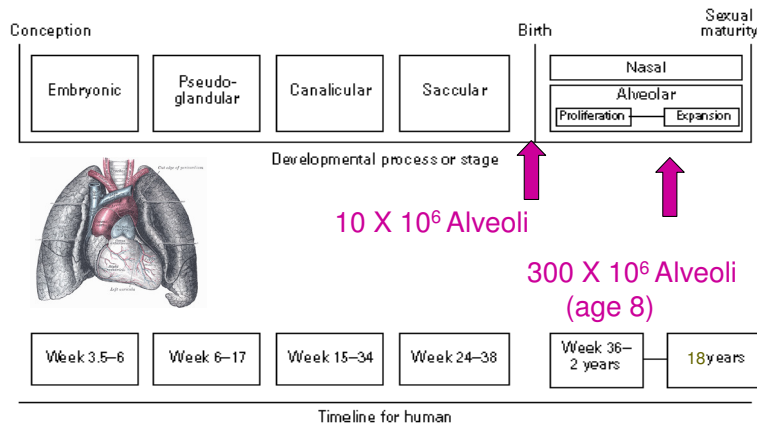 Conception
Birth
Sexual
maturity
Embryonic
Pseudo-
glandular
Canalicular
Saccular
Nasal
Alveolar
Proliferation
Expansion
Developmental process or stage
10 X 10⁶ Alveoli
300 X 10⁶ Alveoli
(age 8)
Week 3.5–6
Week 6–17
Week 15–34
Week 24–38
Week 36–
2 years
18 years
Timeline for human